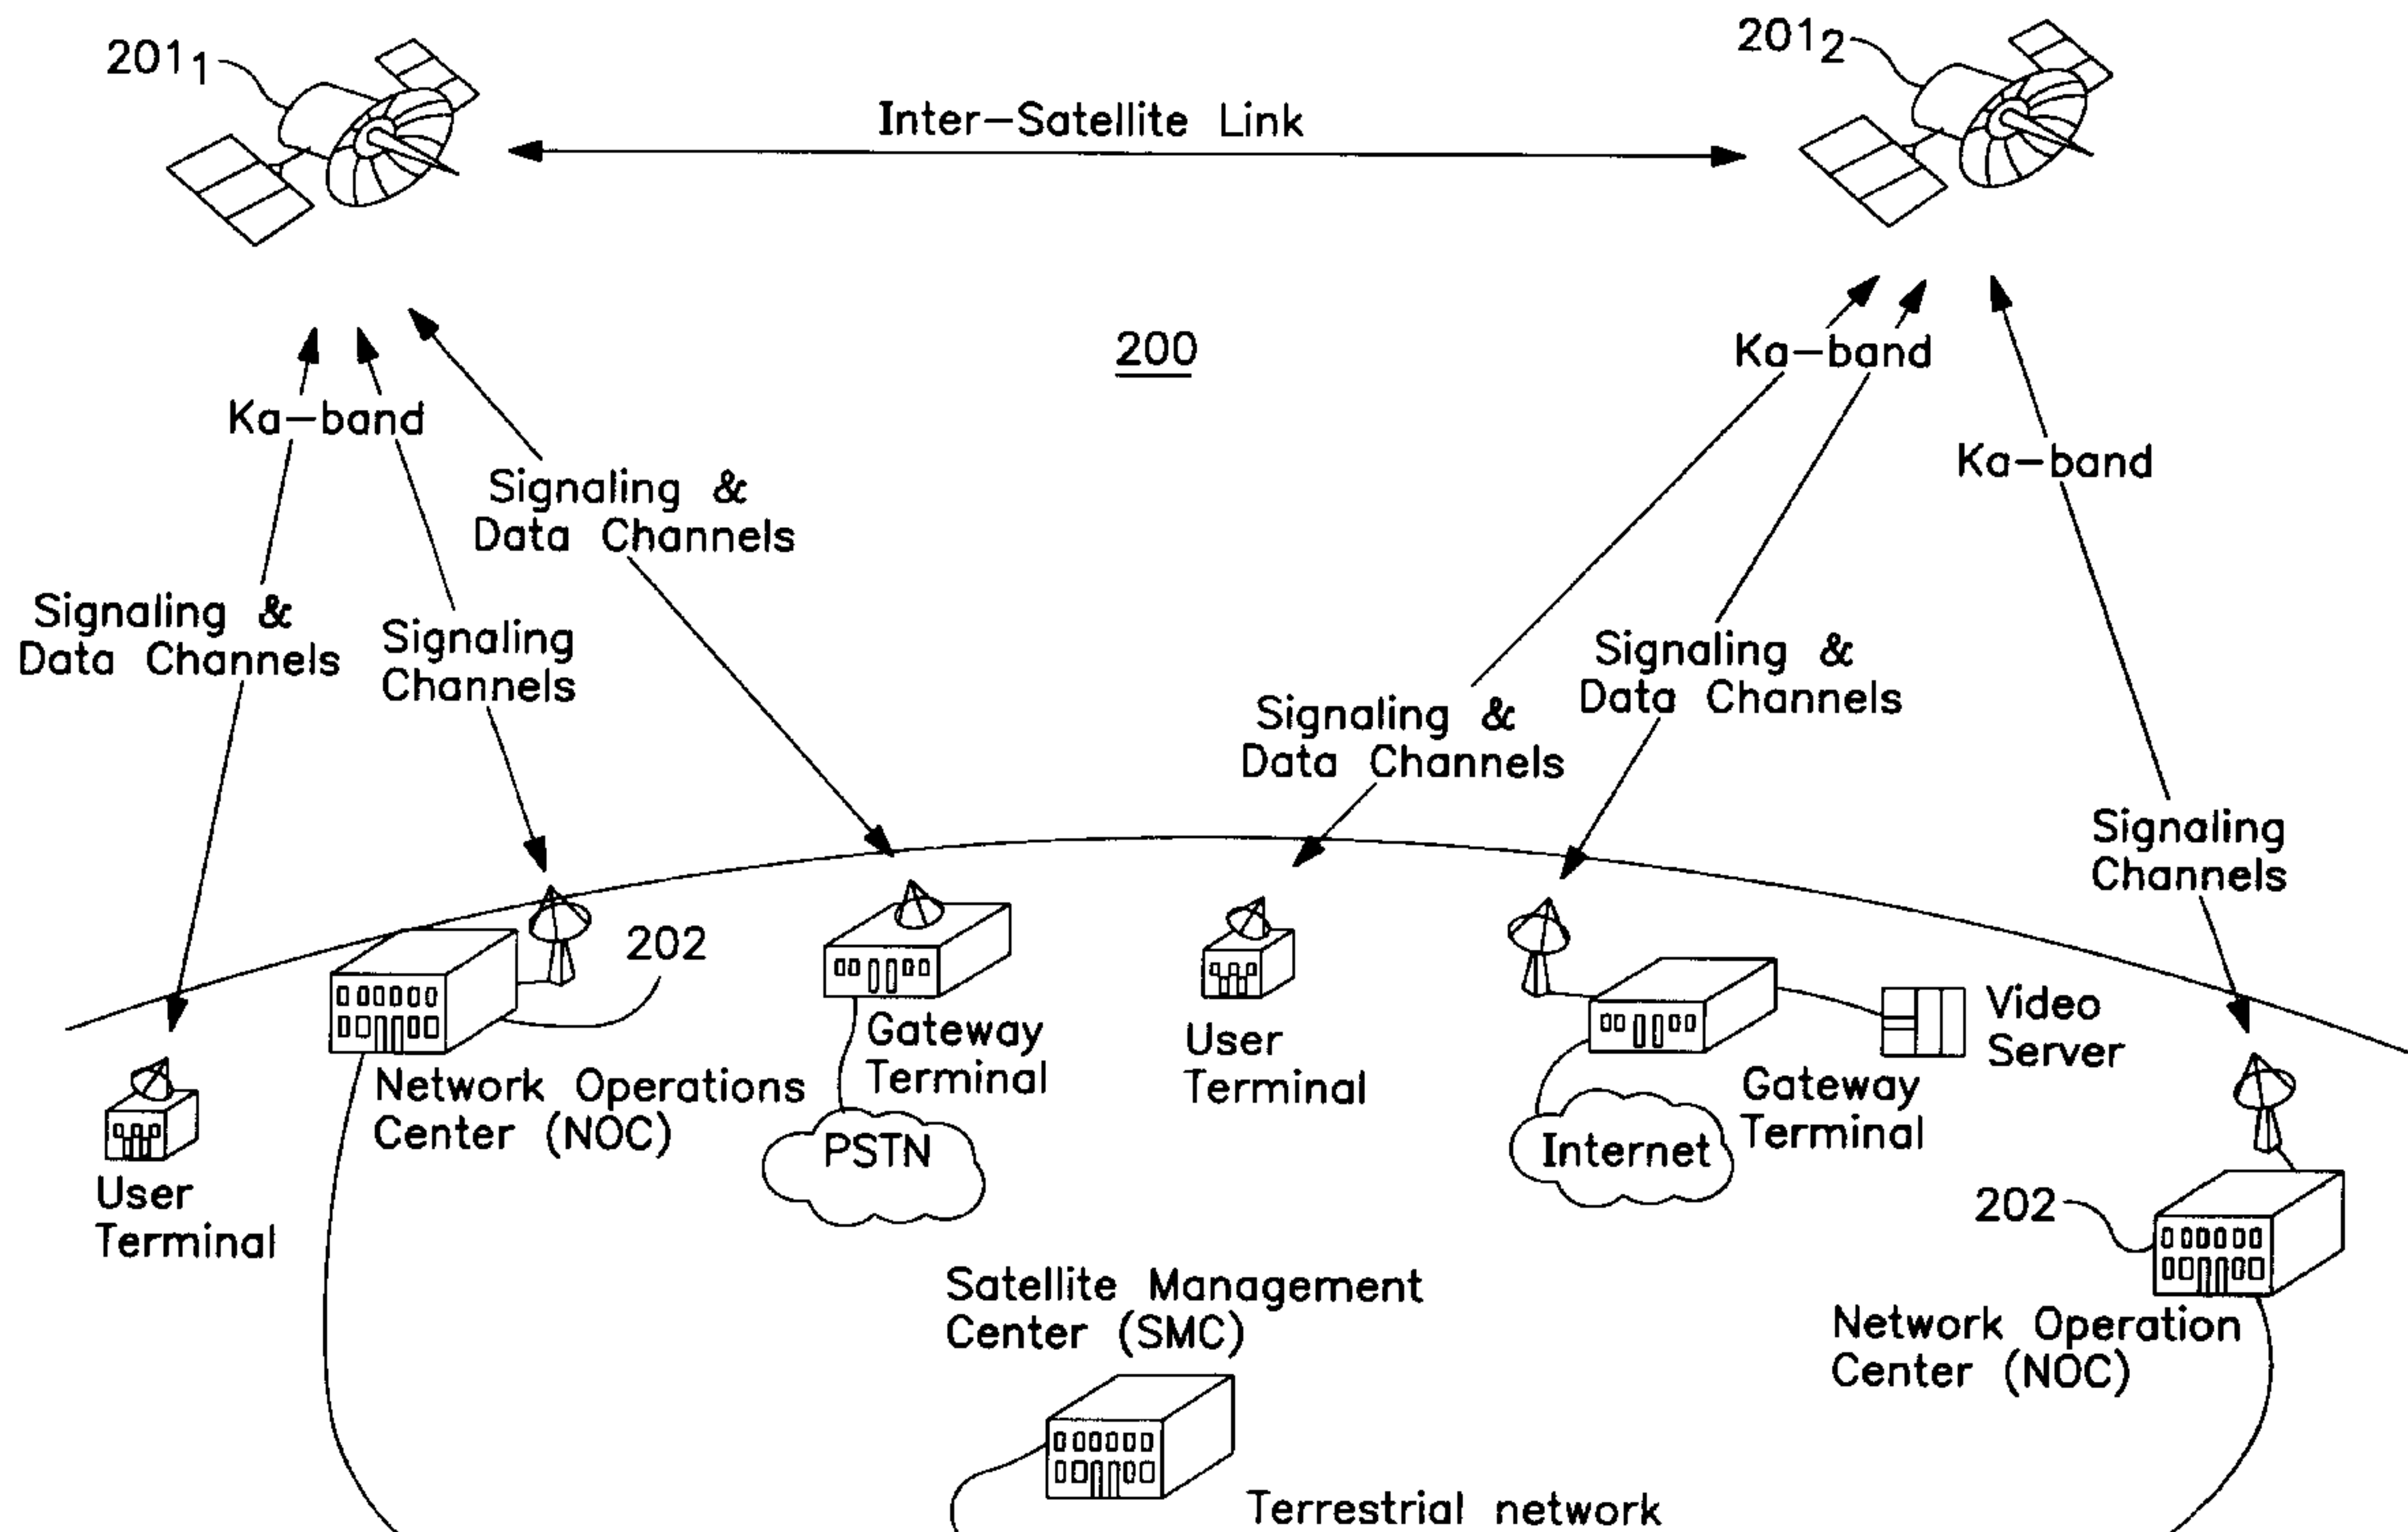 201₁
201₂
Inter-Satellite Link
200
Ka-band
Ka-band
Ka-band
Signaling &
Data Channels
Signaling &
Data Channels
Signaling
Channels
Signaling &
Data Channels
Signaling &
Data Channels
Signaling
Channels
202
Gateway
Terminal
User
Terminal
Video
Server
Network Operations
Center (NOC)
PSTN
Internet
Gateway
Terminal
User
Terminal
202
Satellite Management
Center (SMC)
Network Operation
Center (NOC)
Terrestrial network